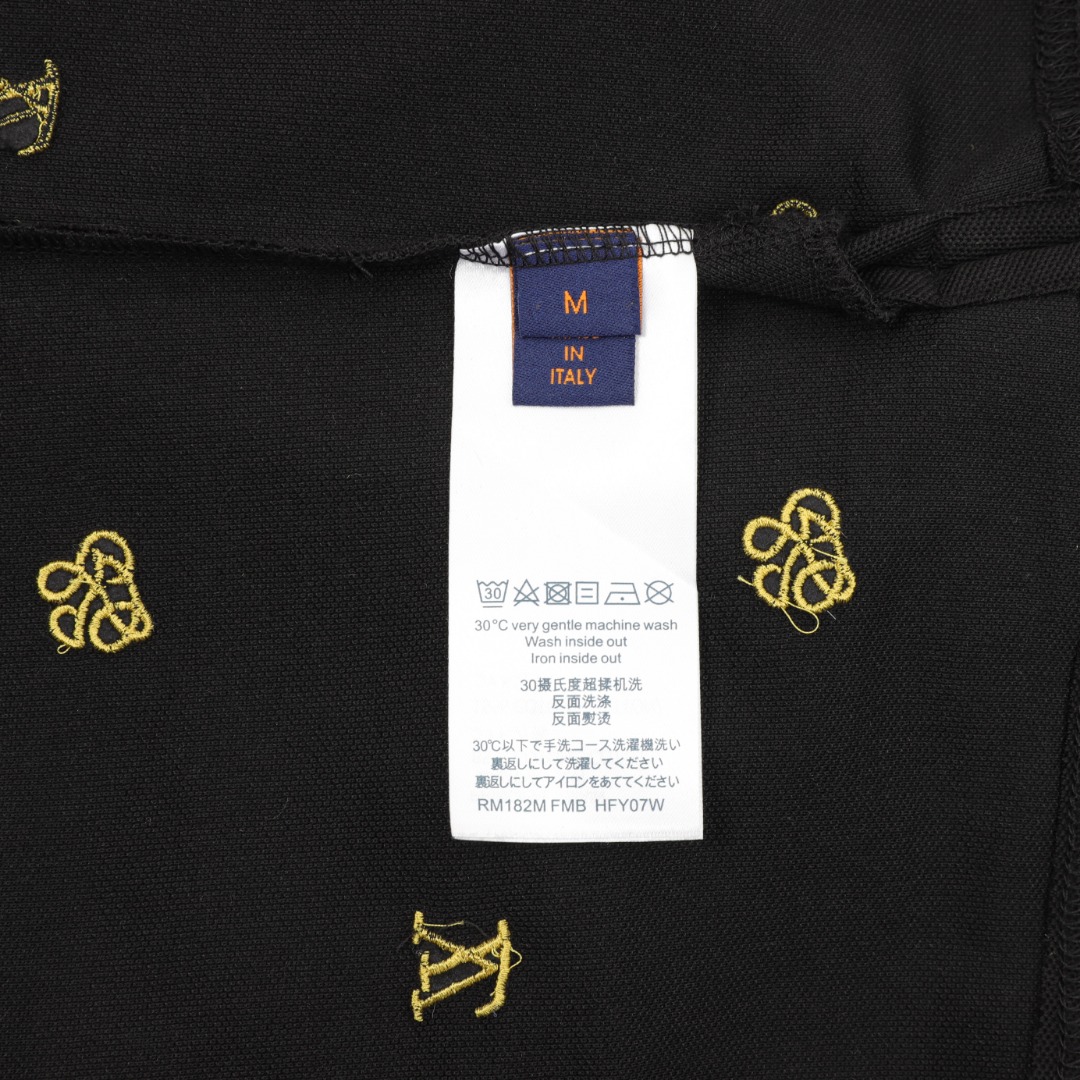 M
IN
ITALY
30
30°C very gentle machine wash
Wash inside out
Iron inside out
30摄氏度超揉机洗
反面洗涤
反面熨烫
30℃以下で手洗コース洗濯機洗い
裏返しにして洗濯してください
裏返しにしてアイロンをあててください
RM182M FMB HFY07W